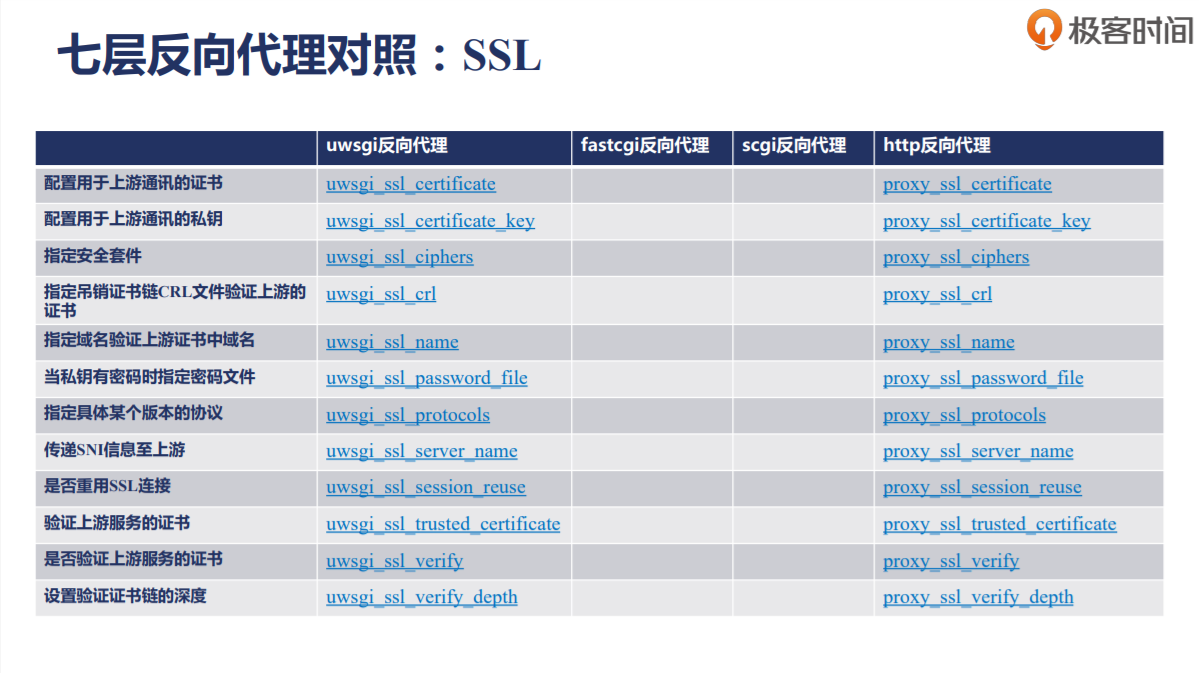 七层反向代理对照：SSL
极客时间
uwsgi反向代理 fastcgi反向代理 scgi反向代理 http反向代理
配置用于上游通讯的证书 uwsgi_ssl_certificate proxy_ssl_certificate
配置用于上游通讯的私钥 uwsgi_ssl_certificate_key proxy_ssl_certificate_key
指定安全套件 uwsgi_ssl_ciphers proxy_ssl_ciphers
指定吊销证书链CRL文件验证上游的
证书 uwsgi_ssl_crl proxy_ssl_crl
指定域名验证上游证书中域名 uwsgi_ssl_name proxy_ssl_name
当私钥有密码时指定密码文件 uwsgi_ssl_password_file proxy_ssl_password_file
指定具体某个版本的协议 uwsgi_ssl_protocols proxy_ssl_protocols
传递SNI信息至上游 uwsgi_ssl_server_name proxy_ssl_server_name
是否重用SSL连接 uwsgi_ssl_session_reuse proxy_ssl_session_reuse
验证上游服务的证书 uwsgi_ssl_trusted_certificate proxy_ssl_trusted_certificate
是否验证上游服务的证书 uwsgi_ssl_verify proxy_ssl_verify
设置验证证书链的深度 uwsgi_ssl_verify_depth proxy_ssl_verify_depth